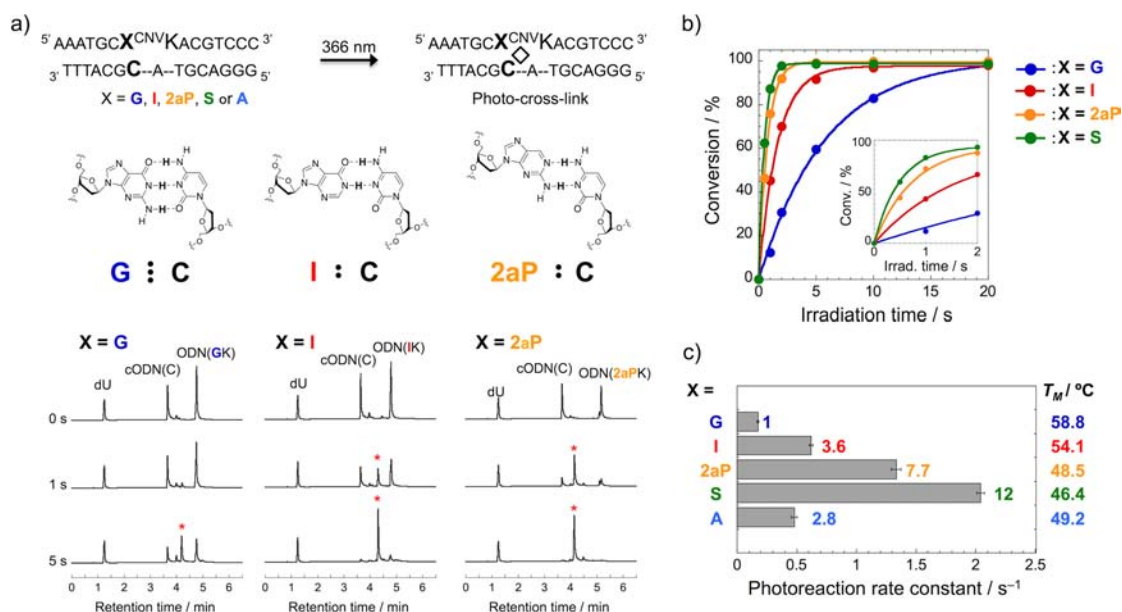 a)
5' AAATGCXCNVKACGTCCC 3'
3' TTTACGC--A--TGCAGGG 5'
X = G, I, 2aP, S or A
366 nm
5' AAATGCXCNVKACGTCCC 3'
3' TTTACGC--A--TGCAGGG 5'
Photo-cross-link
G C
I : C
2aP : C
X = G
dU
cODN(C)
ODN(GK)
X = I
dU
cODN(C)
ODN(IK)
X = 2aP
dU
cODN(C)
ODN(2aPK)
0 s
1 s
*
*
5 s
*
*
*
0 1 2 3 4 5 6
Retention time / min
0 1 2 3 4 5 6
Retention time / min
0 1 2 3 4 5 6
Retention time / min
b)
Conversion / %
100
80
60
40
20
0
0 5 10 15 20
Irradiation time / s
Conv. / %
100
50
0
0 1 2
Irrad. time / s
: X = G
: X = I
: X = 2aP
: X = S
c)
X =
TM / ºC
G 1 58.8
I 3.6 54.1
2aP 7.7 48.5
S 12 46.4
A 2.8 49.2
0 0.5 1 1.5 2 2.5
Photoreaction rate constant / s–1